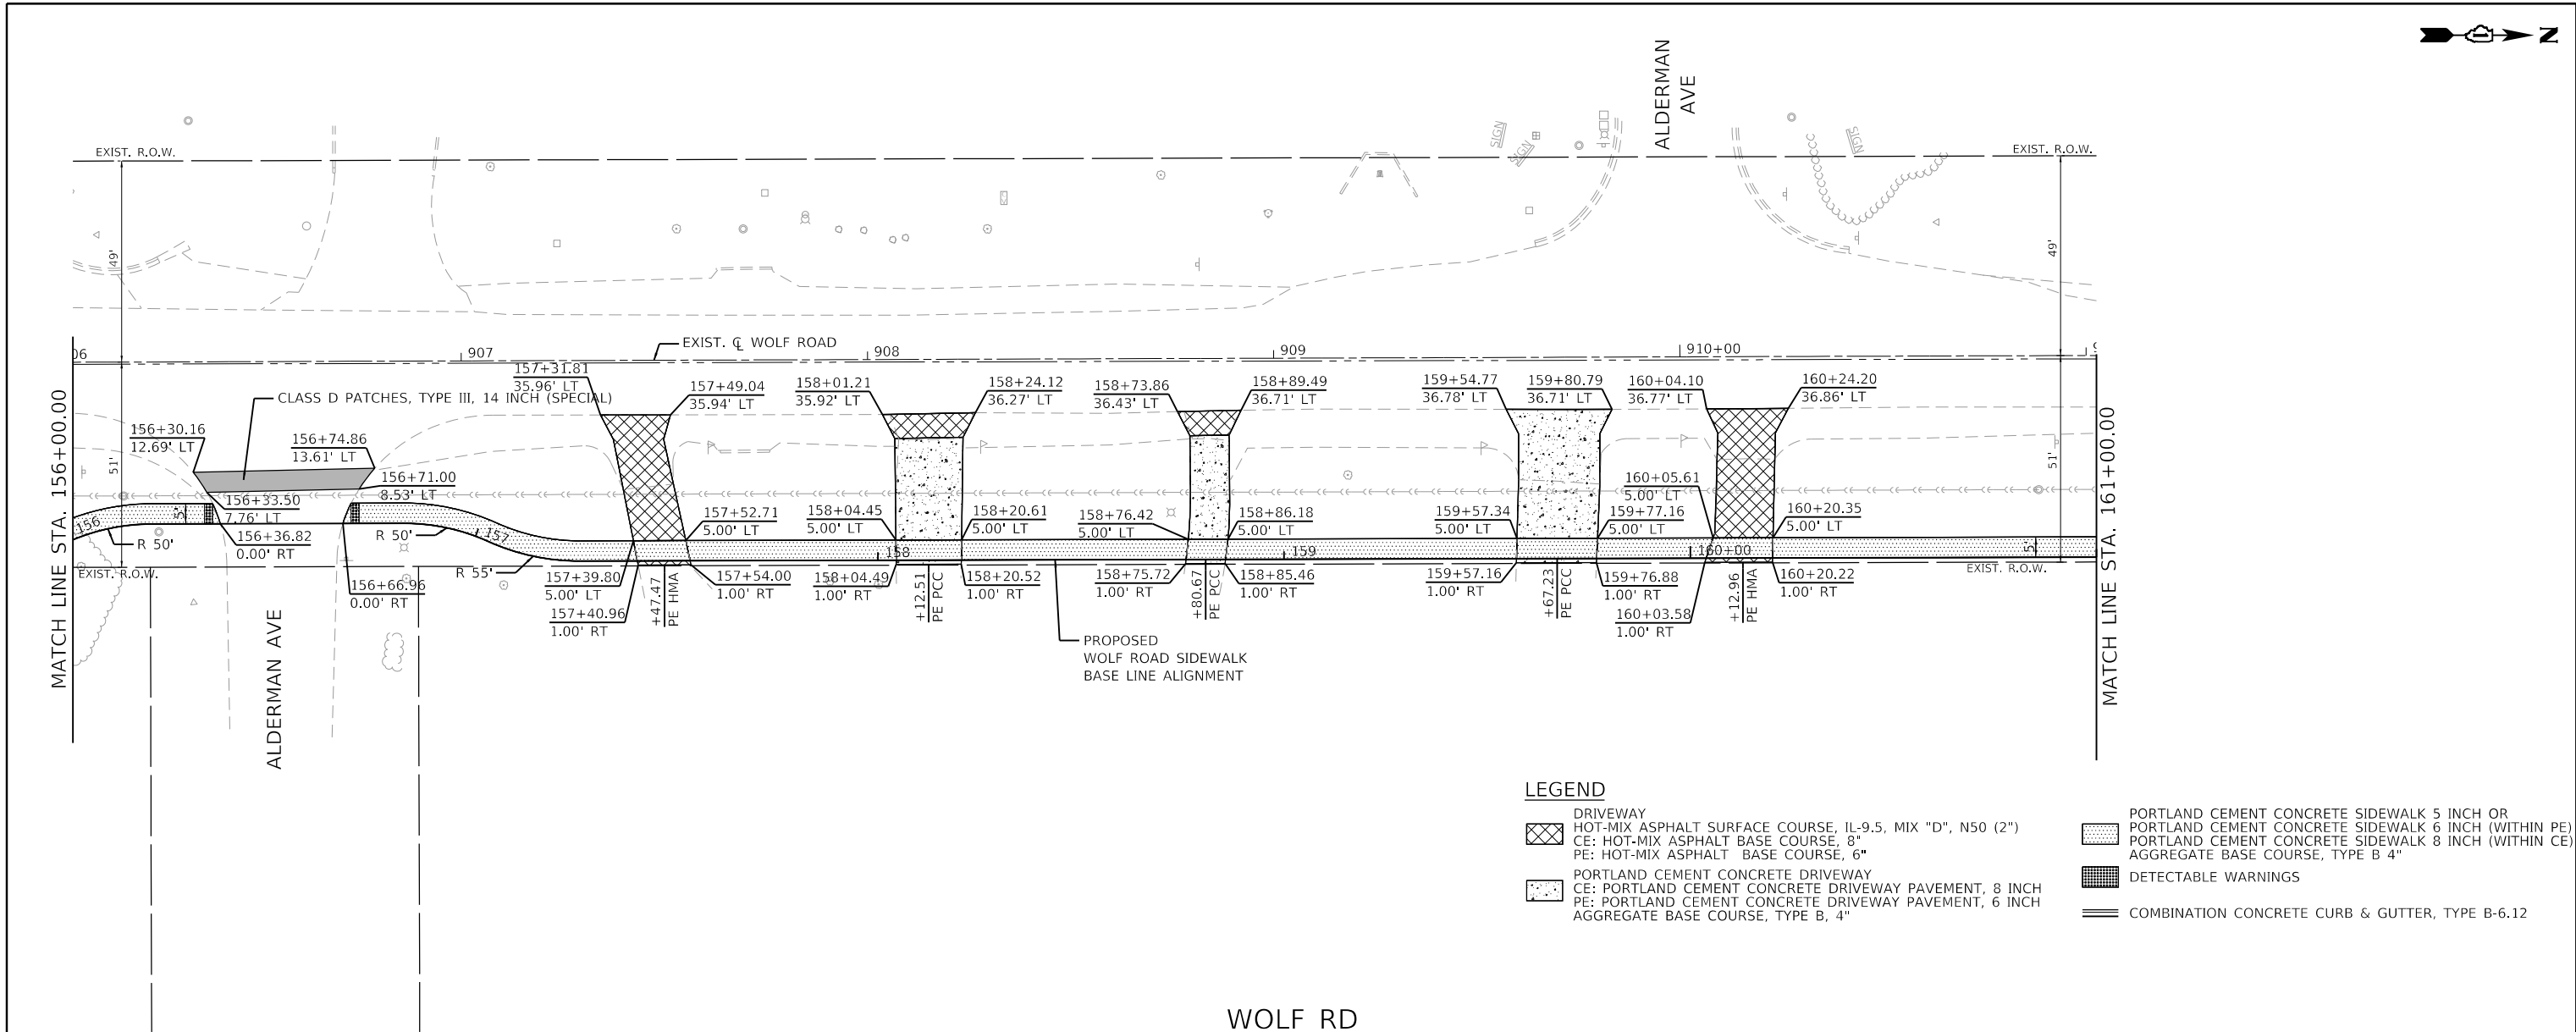 N
ALDERMAN
AVE
SIGN
SIGN
SIGN
EXIST. R.O.W.
EXIST. R.O.W.
49'
49'
06
907
EXIST. ℄ WOLF ROAD
908
909
910+00
MATCH LINE STA. 156+00.00
CLASS D PATCHES, TYPE III, 14 INCH (SPECIAL)
157+31.81
35.96' LT
157+49.04
35.94' LT
158+01.21
35.92' LT
158+24.12
36.27' LT
158+73.86
36.43' LT
158+89.49
36.71' LT
159+54.77
36.78' LT
159+80.79
36.71' LT
160+04.10
36.77' LT
160+24.20
36.86' LT
156+30.16
12.69' LT
156+74.86
13.61' LT
51'
51'
156+71.00
8.53' LT
156+33.50
7.76' LT
156+36.82
0.00' RT
5'
156
R 50'
R 50'
157
R 55'
157+52.71
5.00' LT
158+04.45
5.00' LT
158+20.61
5.00' LT
158+76.42
5.00' LT
158+86.18
5.00' LT
159+57.34
5.00' LT
159+77.16
5.00' LT
160+05.61
5.00' LT
160+20.35
5.00' LT
158
159
160+00
5'
EXIST. R.O.W.
EXIST. R.O.W.
156+66.96
0.00' RT
157+39.80
5.00' LT
157+40.96
1.00' RT
+47.47
PE HMA
157+54.00
1.00' RT
158+04.49
1.00' RT
+12.51
PE PCC
158+20.52
1.00' RT
158+75.72
1.00' RT
+80.67
PE PCC
158+85.46
1.00' RT
159+57.16
1.00' RT
+67.23
PE PCC
159+76.88
1.00' RT
160+03.58
1.00' RT
+12.96
PE HMA
160+20.22
1.00' RT
MATCH LINE STA. 161+00.00
ALDERMAN AVE
PROPOSED
WOLF ROAD SIDEWALK
BASE LINE ALIGNMENT
LEGEND
DRIVEWAY
HOT-MIX ASPHALT SURFACE COURSE, IL-9.5, MIX "D", N50 (2")
CE: HOT-MIX ASPHALT BASE COURSE, 8"
PE: HOT-MIX ASPHALT BASE COURSE, 6"
PORTLAND CEMENT CONCRETE DRIVEWAY
CE: PORTLAND CEMENT CONCRETE DRIVEWAY PAVEMENT, 8 INCH
PE: PORTLAND CEMENT CONCRETE DRIVEWAY PAVEMENT, 6 INCH
AGGREGATE BASE COURSE, TYPE B, 4"
PORTLAND CEMENT CONCRETE SIDEWALK 5 INCH OR
PORTLAND CEMENT CONCRETE SIDEWALK 6 INCH (WITHIN PE)
PORTLAND CEMENT CONCRETE SIDEWALK 8 INCH (WITHIN CE)
AGGREGATE BASE COURSE, TYPE B 4"
DETECTABLE WARNINGS
COMBINATION CONCRETE CURB & GUTTER, TYPE B-6.12
WOLF RD